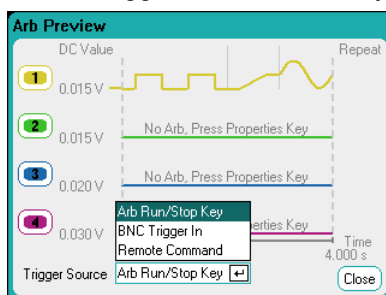 Arb Preview
DC Value
Repeat
1
0.015 V
2
0.015 V
No Arb, Press Properties Key
3
0.020 V
No Arb, Press Properties Key
4
0.030 V
Arb Run/Stop Key
BNC Trigger In
Remote Command
erties Key
Time
4.000 s
Trigger Source
Arb Run/Stop Key
Close